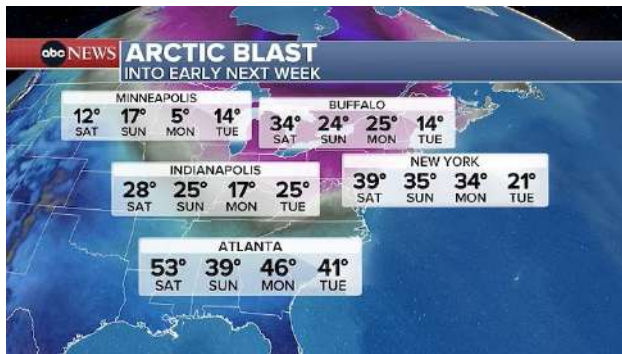 abc NEWS
ARCTIC BLAST
INTO EARLY NEXT WEEK
MINNEAPOLIS
12° 17° 5° 14°
SAT SUN MON TUE
BUFFALO
34° 24° 25° 14°
SAT SUN MON TUE
INDIANAPOLIS
28° 25° 17° 25°
SAT SUN MON TUE
NEW YORK
39° 35° 34° 21°
SAT SUN MON TUE
ATLANTA
53° 39° 46° 41°
SAT SUN MON TUE